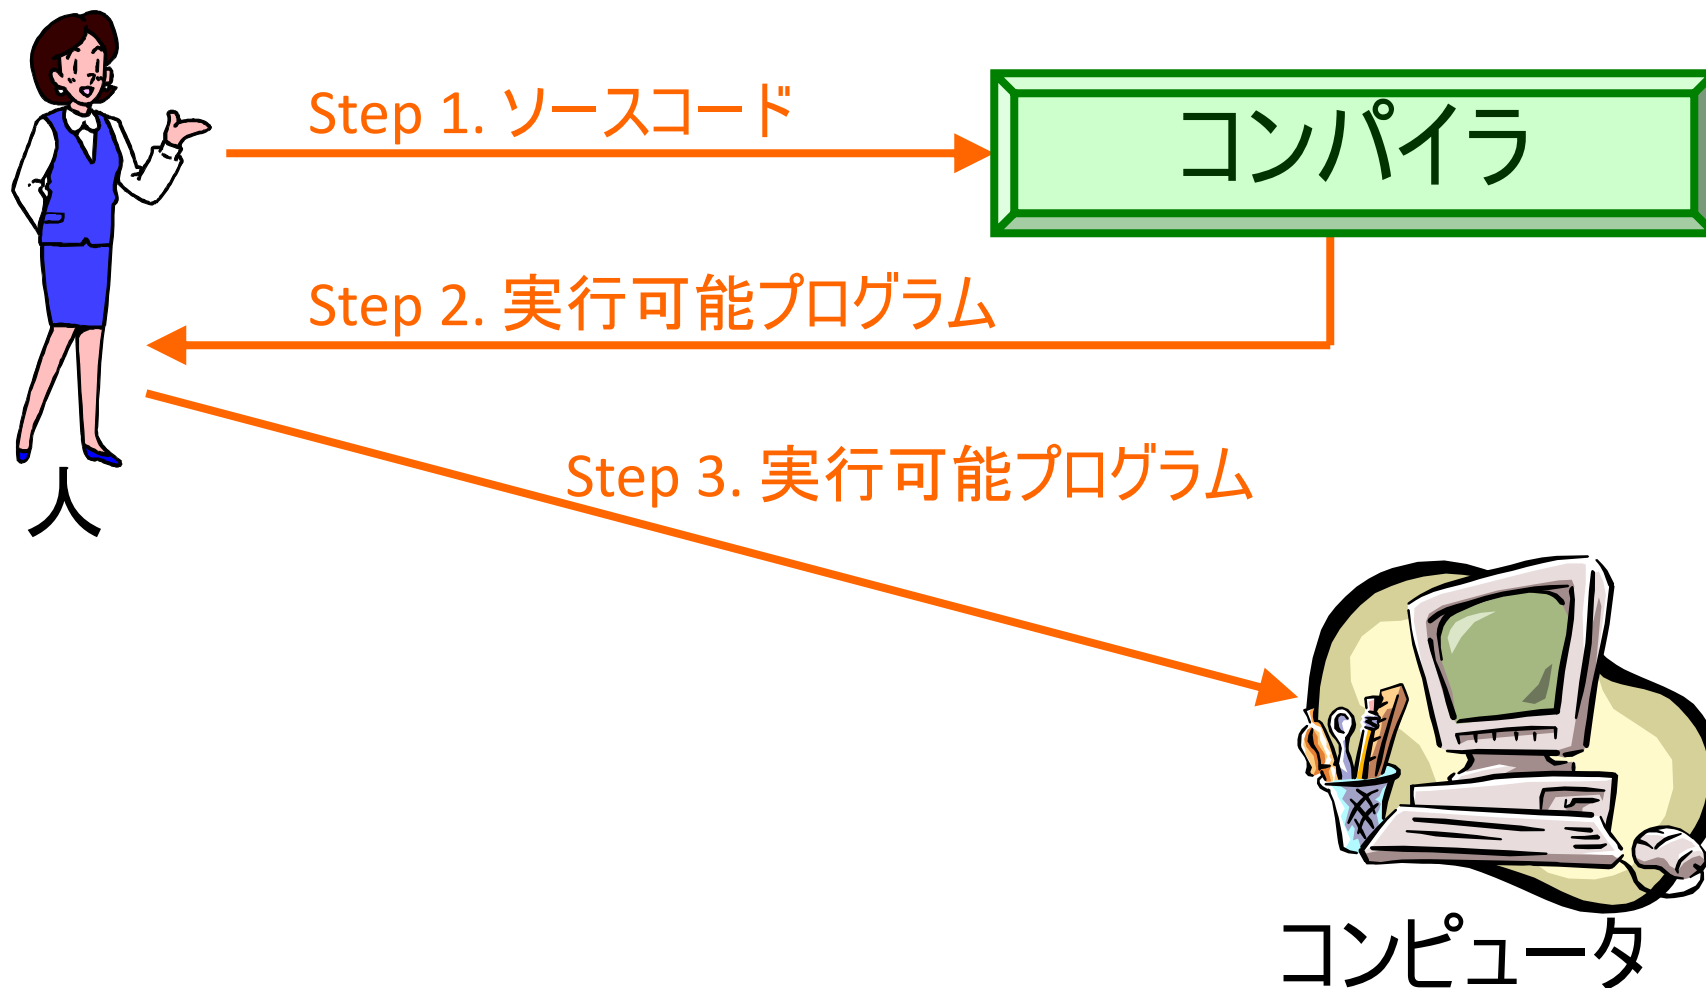 Step 1. ソースコード
コンパイラ
Step 2. 実行可能プログラム
Step 3. 実行可能プログラム
人
コンピュータ